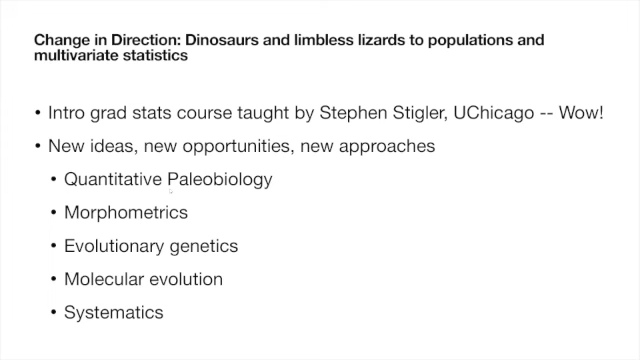 Change in Direction: Dinosaurs and limbless lizards to populations and
multivariate statistics
• Intro grad stats course taught by Stephen Stigler, UChicago -- Wow!
• New ideas, new opportunities, new approaches
• Quantitative Paleobiology
• Morphometrics
• Evolutionary genetics
• Molecular evolution
• Systematics